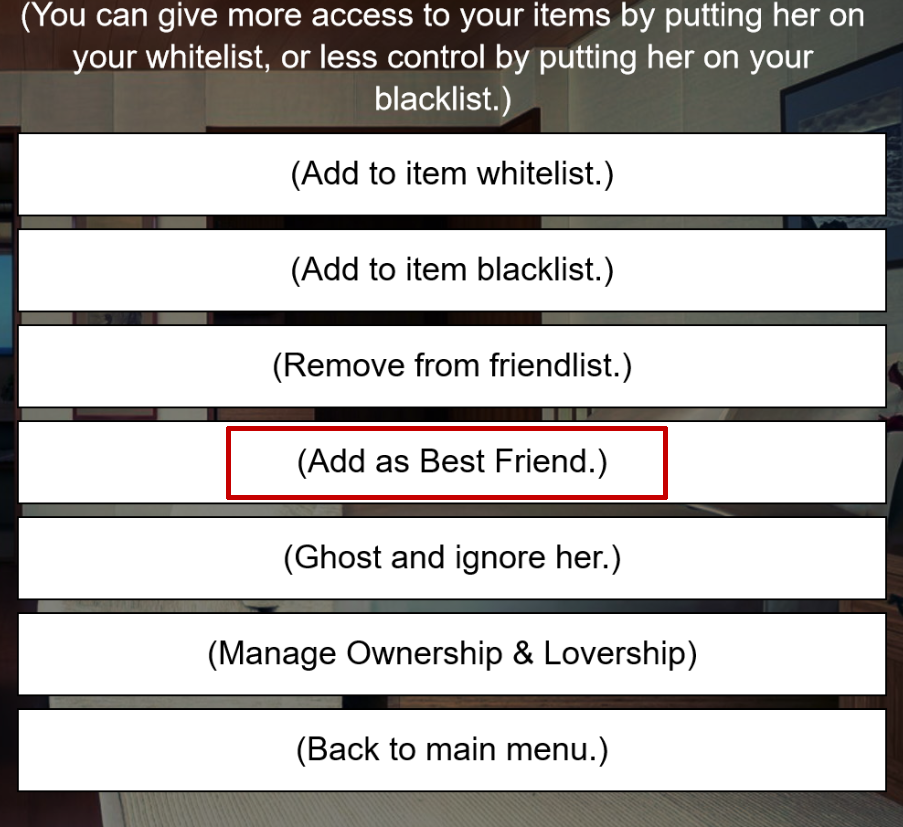 (You can give more access to your items by putting her on
your whitelist, or less control by putting her on your
blacklist.)
(Add to item whitelist.)
(Add to item blacklist.)
(Remove from friendlist.)
(Add as Best Friend.)
(Ghost and ignore her.)
(Manage Ownership & Lovership)
(Back to main menu.)